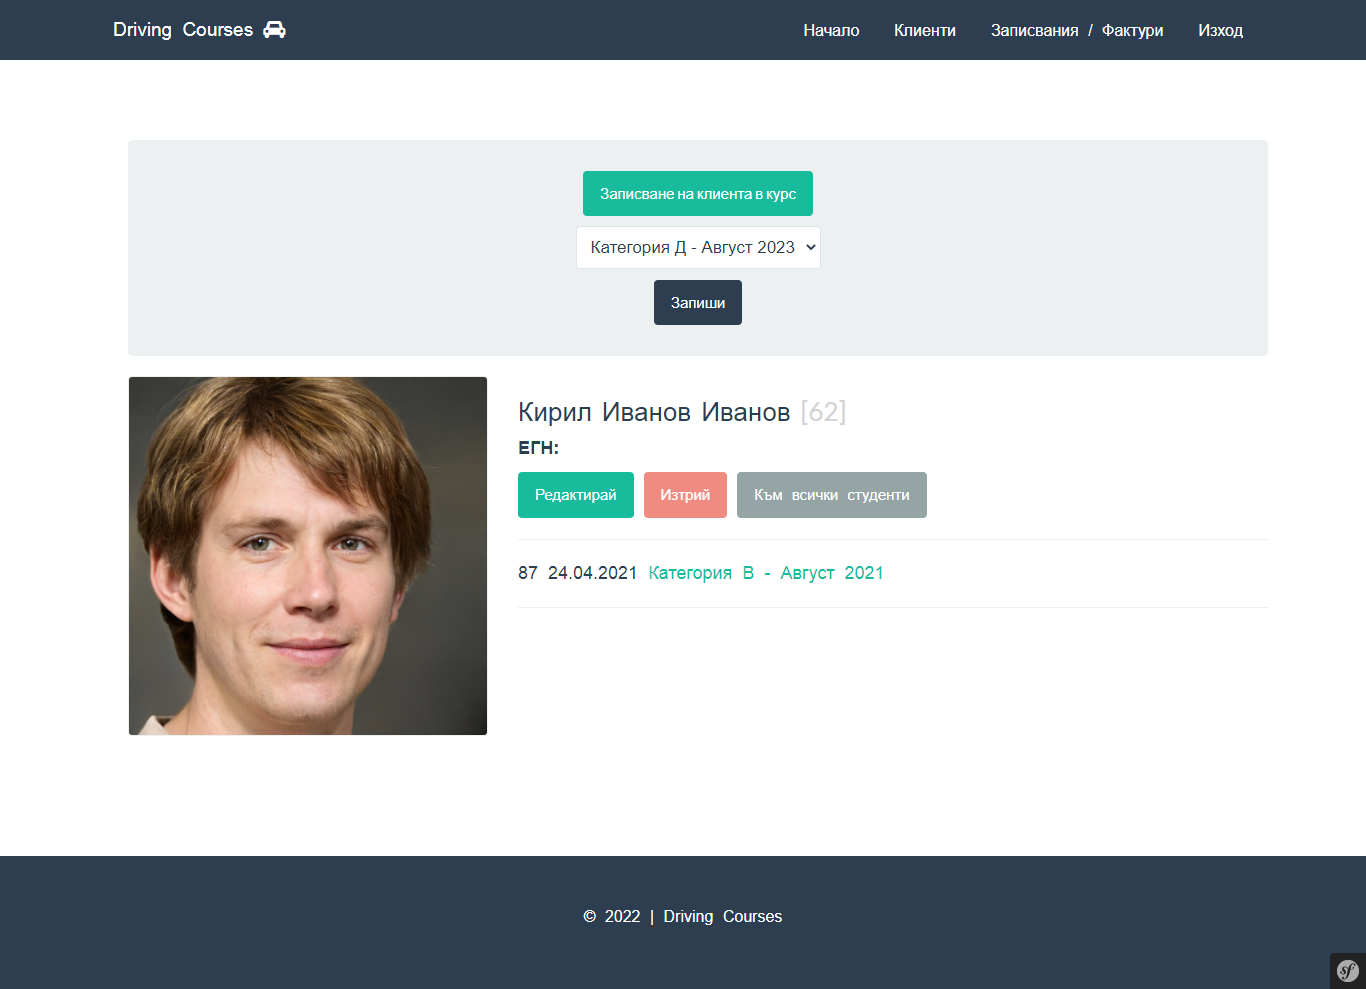 Driving Courses
Начало Клиенти Записвания / Фактури Изход
Записване на клиента в курс
Категория Д - Август 2023
Запиши
Кирил Иванов Иванов [62]
ЕГН:
Редактирай Изтрий Към всички студенти
87 24.04.2021 Категория В - Август 2021
© 2022 | Driving Courses
sf